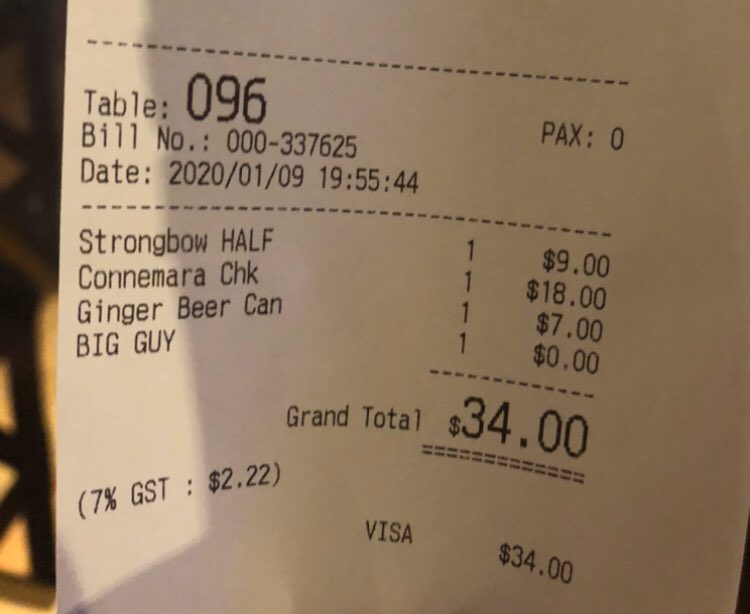 Table: 096
PAX: 0
Bill No.: 000-337625
Date: 2020/01/09 19:55:44
Strongbow HALF 1 $9.00
Connemara Chk 1 $18.00
Ginger Beer Can 1 $7.00
BIG GUY 1 $0.00
Grand Total $34.00
(7% GST : $2.22)
VISA $34.00